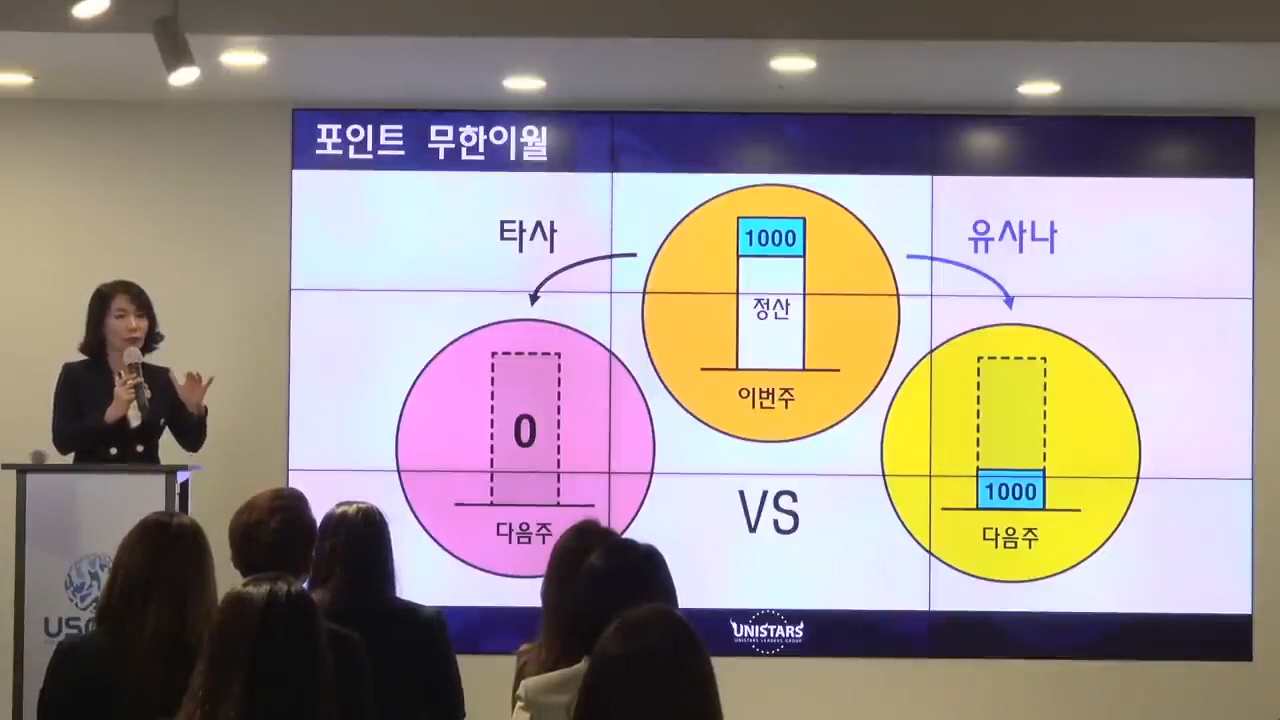 포인트 무한이월
타사
1000
유사나
정산
이번주
0
다음주
VS
1000
다음주
UNISTARS
UNISTARS LEADERS GROUP